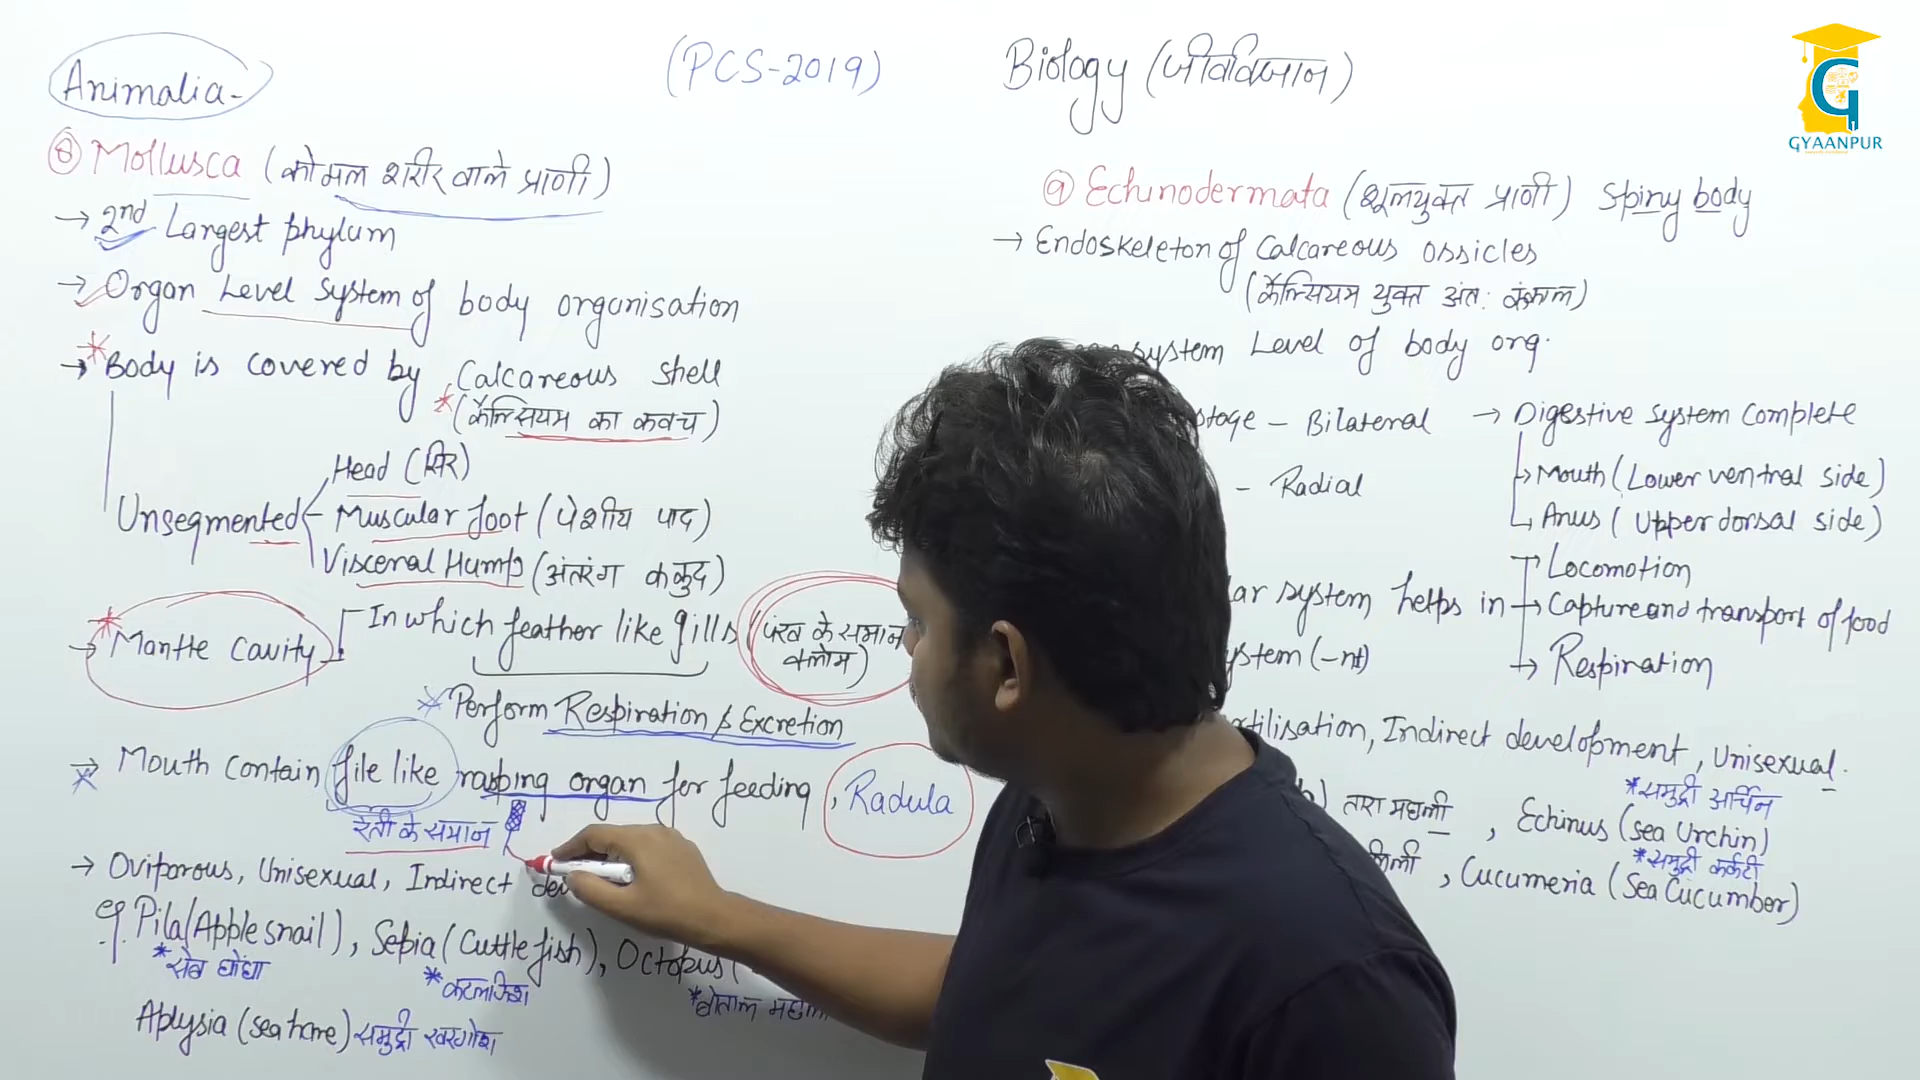 Animalia-
(PCS-2019)
Biology (जीवविज्ञान)
GYAANPUR
⑧ Mollusca (कोमल शरीर वाले प्राणी)
→ 2nd Largest phylum
→ Organ Level System of body organisation
→ Body is covered by Calcareous shell
(कैल्सियम का कवच)
Unsegmented
Head (सिर)
Muscular foot (पेशीय पाद)
Visceral Hump (अंतरंग ककुद)
→ Mantle cavity
In which feather like gills (पंख के समान
क्लोम)
Perform Respiration & Excretion
→ Mouth contain file like rasping organ for feeding, Radula
रेती के समान
→ Oviporous, Unisexual, Indirect
eg. Pila (Apple snail), Sepia (Cuttle fish), Octopus (
*सेब घोंघा
*कटलफिश
Aplysia (sea hare) समुद्री खरगोश
⑨ Echinodermata (शूलयुक्त प्राणी) Spiny body
→ Endoskeleton of Calcareous ossicles
(कैल्सियम युक्त अंतः कंकाल)
system Level of body org.
- Bilateral
- Radial
→ Digestive system complete
Mouth (Lower ventral side)
Anus (Upper dorsal side)
system helps in
→ Locomotion
→ Capture and transport of food
→ Respiration
(-nt)
Indirect development, Unisexual.
तारा मछली, Echinus (sea Urchin)
*समुद्री अर्चिन
, Cucumeria (Sea Cucumber)
*समुद्री कर्कटी